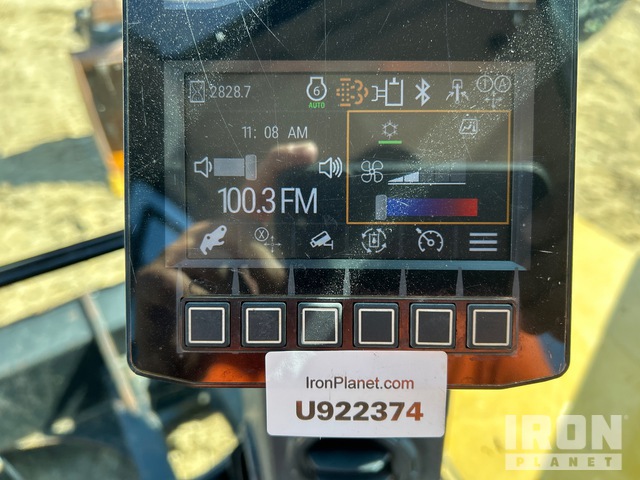 2828.7
6
AUTO
T A
11: 08 AM
100.3 FM
X
IronPlanet.com
U922374
IRON
PLANET